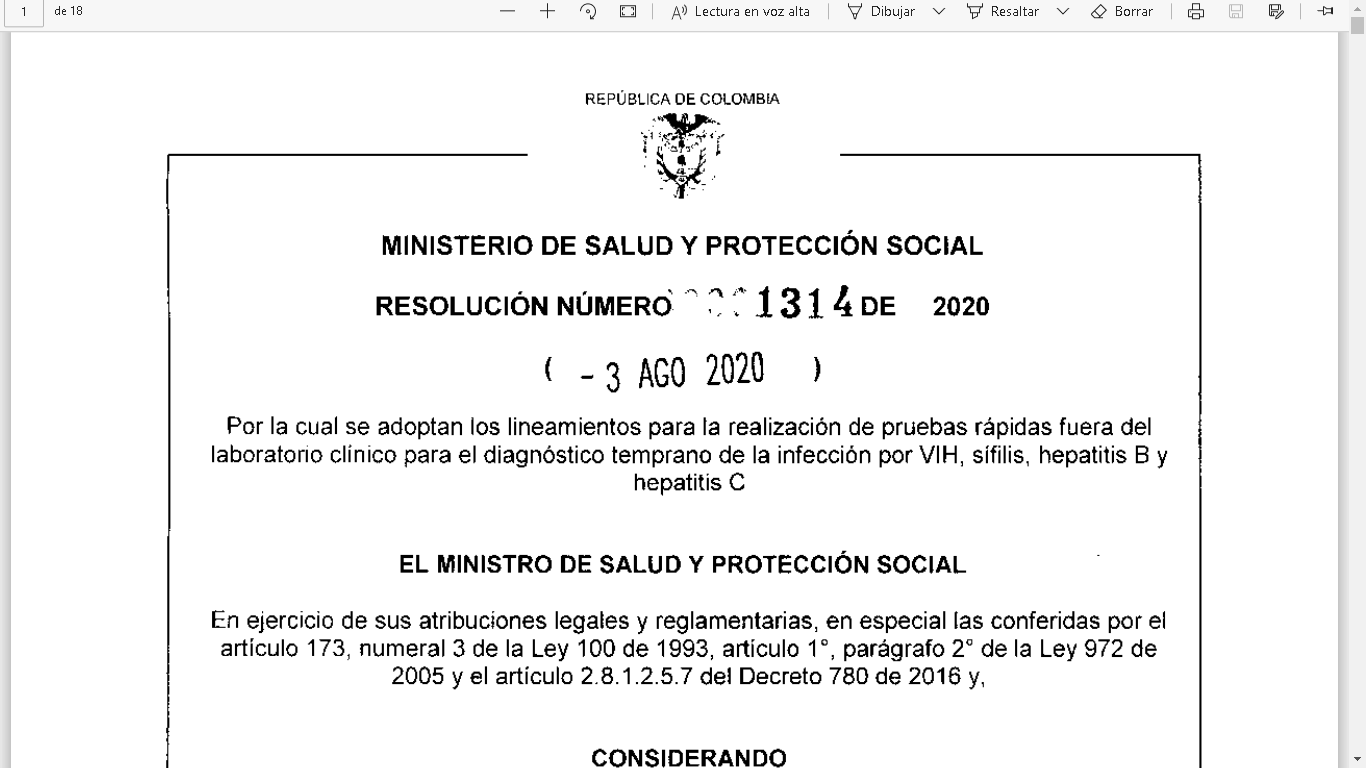 1 de 18 Lectura en voz alta Dibujar Resaltar Borrar
REPÚBLICA DE COLOMBIA
MINISTERIO DE SALUD Y PROTECCIÓN SOCIAL
RESOLUCIÓN NÚMERO 1314 DE 2020
( - 3 AGO 2020 )
Por la cual se adoptan los lineamientos para la realización de pruebas rápidas fuera del
laboratorio clínico para el diagnóstico temprano de la infección por VIH, sífilis, hepatitis B y
hepatitis C
EL MINISTRO DE SALUD Y PROTECCIÓN SOCIAL
En ejercicio de sus atribuciones legales y reglamentarias, en especial las conferidas por el
artículo 173, numeral 3 de la Ley 100 de 1993, artículo 1°, parágrafo 2° de la Ley 972 de
2005 y el artículo 2.8.1.2.5.7 del Decreto 780 de 2016 y,
CONSIDERANDO